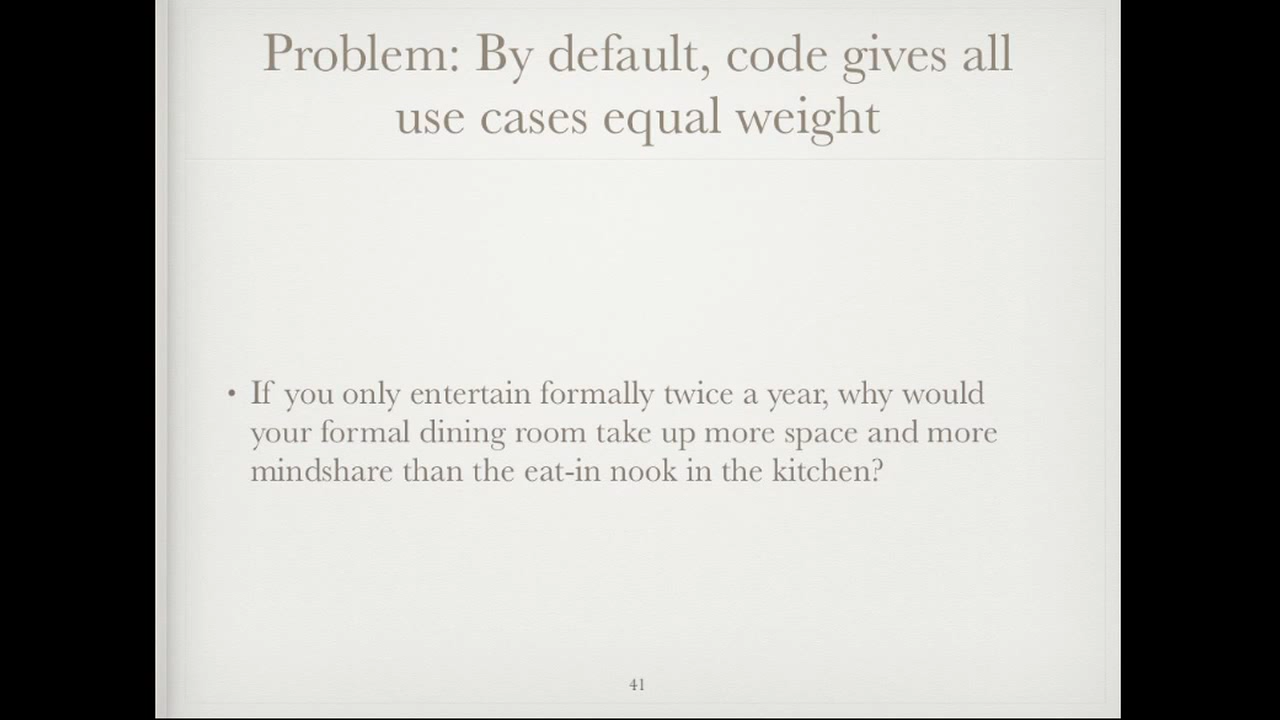 Problem: By default, code gives all
use cases equal weight
• If you only entertain formally twice a year, why would
your formal dining room take up more space and more
mindshare than the eat-in nook in the kitchen?
41